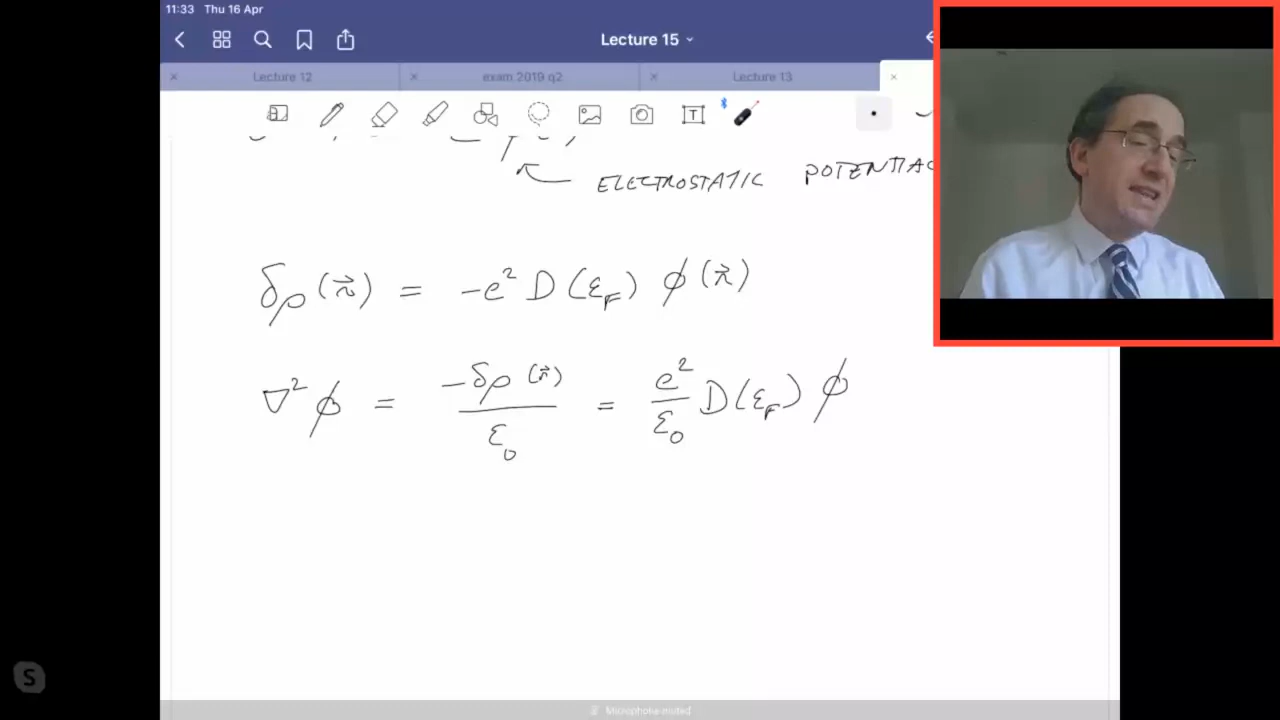 11:33 Thu 16 Apr
Lecture 15
Lecture 12
exam 2019 q2
Lecture 13
T
ELECTROSTATIC POTENTIAL
δρ(r⃗) = -e² D(ε_F) φ(r⃗)
∇²φ = -δρ(r⃗)/ε₀ = e²/ε₀ D(ε_F) φ
S
Microphone muted